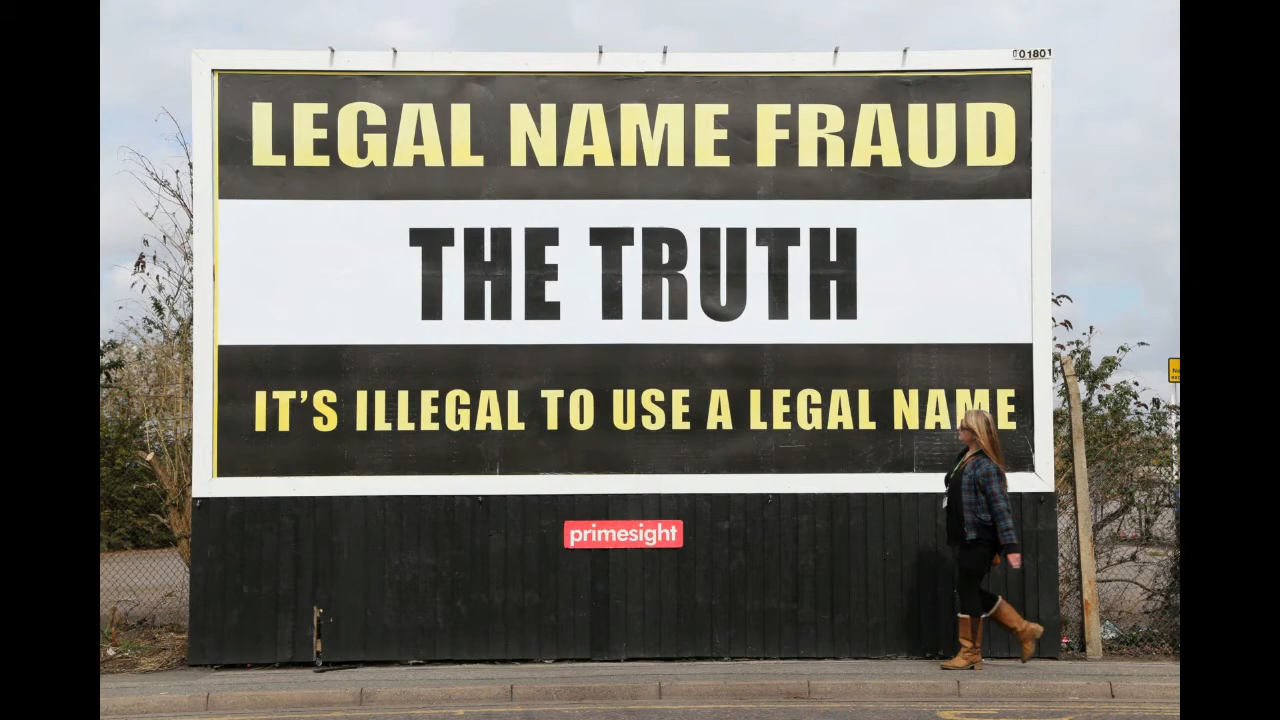 01801
LEGAL NAME FRAUD
THE TRUTH
IT'S ILLEGAL TO USE A LEGAL NAME
primesight